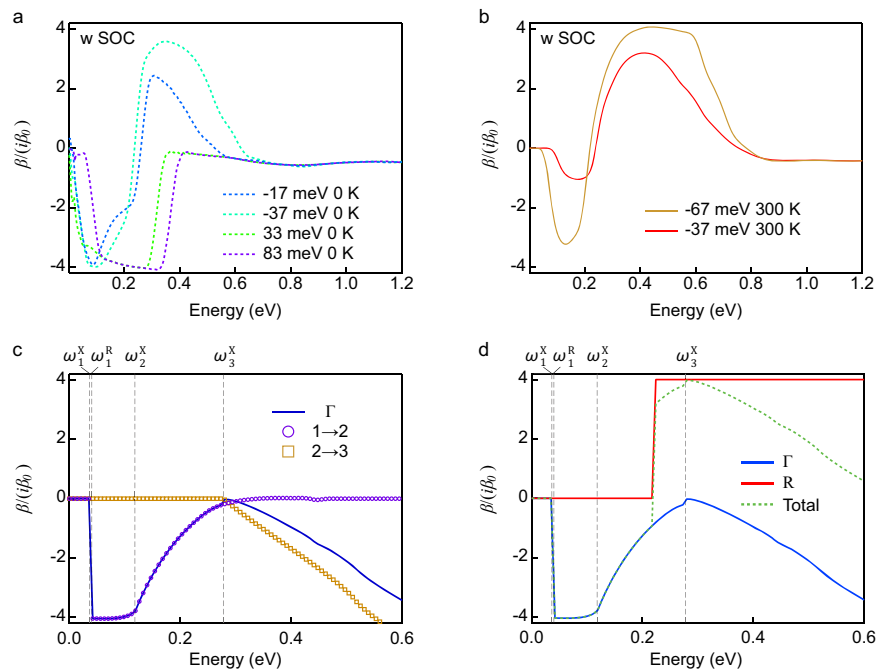 a
w SOC
4
2
0
-2
-4
β/(iβ₀)
-17 meV 0 K
-37 meV 0 K
33 meV 0 K
83 meV 0 K
0.2 0.4 0.6 0.8 1.0 1.2
Energy (eV)
b
w SOC
4
2
0
-2
-4
β/(iβ₀)
-67 meV 300 K
-37 meV 300 K
0.2 0.4 0.6 0.8 1.0 1.2
Energy (eV)
c
ω₁ˣ ω₁ᴿ ω₂ˣ ω₃ˣ
4
2
0
-2
-4
β/(iβ₀)
Γ
1→2
2→3
0.0 0.2 0.4 0.6
Energy (eV)
d
ω₁ˣ ω₁ᴿ ω₂ˣ ω₃ˣ
4
2
0
-2
-4
β/(iβ₀)
Γ
R
Total
0.0 0.2 0.4 0.6
Energy (eV)